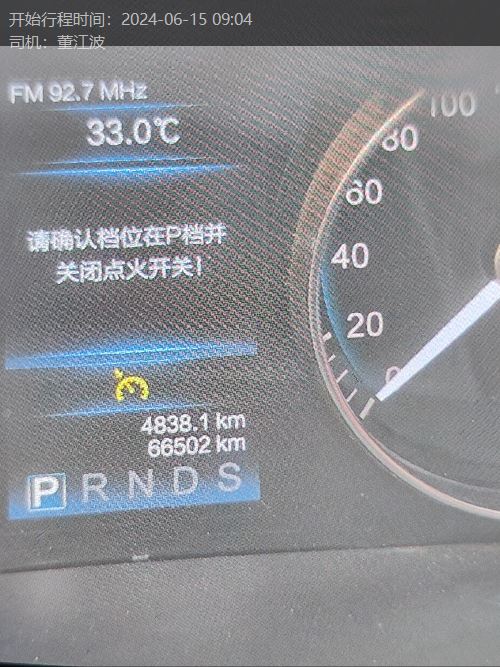 开始行程时间：2024-06-15 09:04
司机：董江波
FM 92.7 MHz
33.0℃
请确认档位在P档并
关闭点火开关！
4838.1 km
66502 km
P R N D S
100
80
60
40
20
0